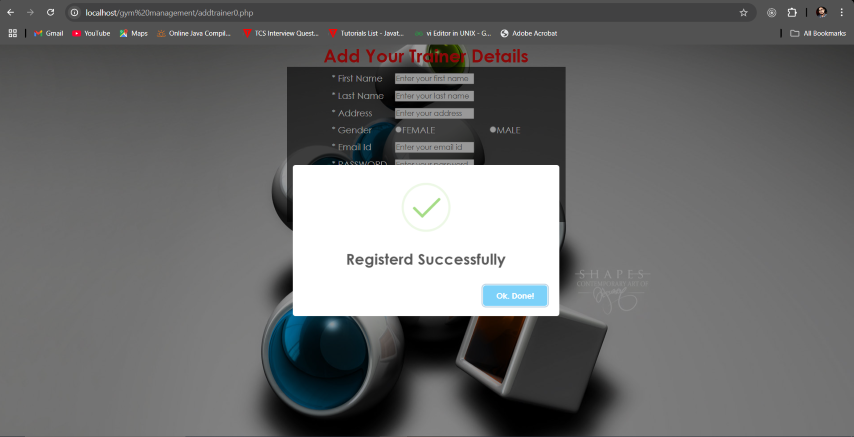 localhost/gym%20management/addtrainer0.php
Gmail YouTube Maps Online Java Compil... TCS Interview Quest... Tutorials List - Javat... vi Editor in UNIX - G... Adobe Acrobat All Bookmarks
Add Your Trainer Details
* First Name Enter your first name
* Last Name Enter your last name
* Address Enter your address
* Gender FEMALE MALE
* Email Id Enter your email id
* PASSWORD Enter your password
Registerd Successfully
SHAPES
Ok, Done!